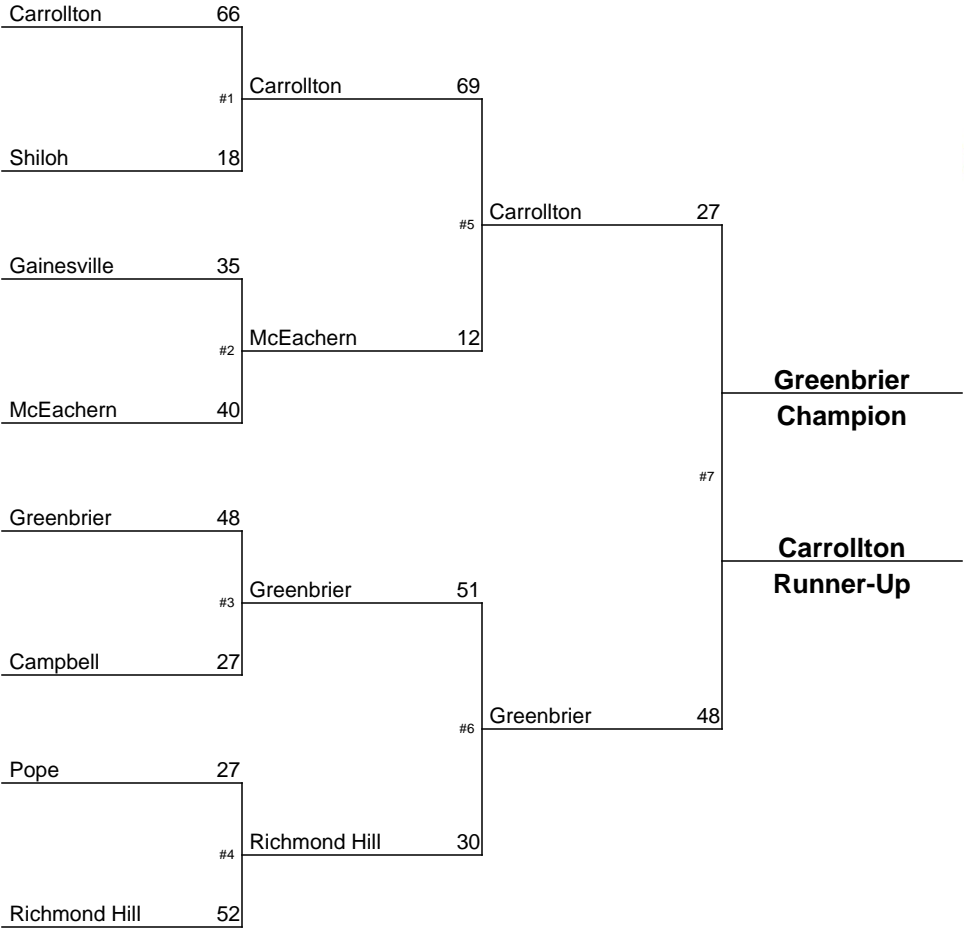 Carrollton 66
#1 Carrollton 69
Shiloh 18
#5 Carrollton 27
Gainesville 35
#2 McEachern 12
McEachern 40
Greenbrier
Champion
#7
Greenbrier 48
Carrollton
Runner-Up
#3 Greenbrier 51
Campbell 27
#6 Greenbrier 48
Pope 27
#4 Richmond Hill 30
Richmond Hill 52